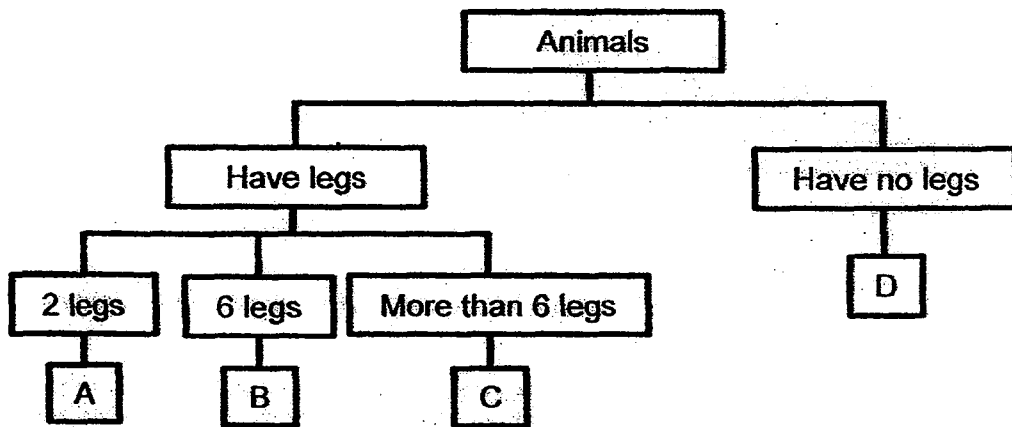 Animals
Have legs
Have no legs
2 legs
6 legs
More than 6 legs
D
A
B
C